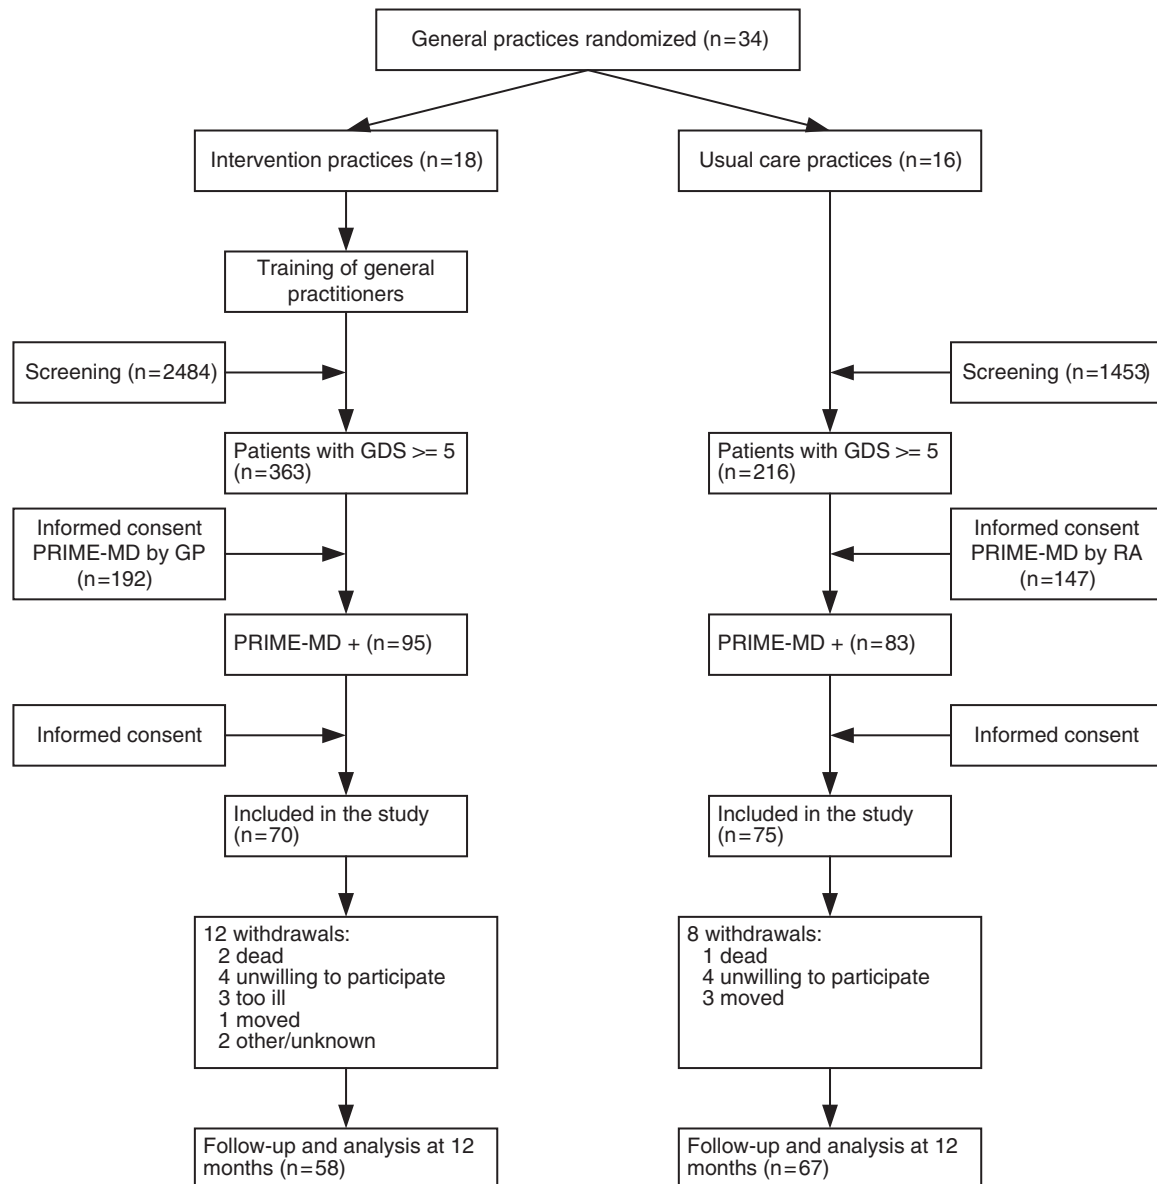 General practices randomized (n=34)
Intervention practices (n=18)
Usual care practices (n=16)
Training of general
practitioners
Screening (n=2484)
Screening (n=1453)
Patients with GDS >= 5
(n=363)
Patients with GDS >= 5
(n=216)
Informed consent
PRIME-MD by GP
(n=192)
Informed consent
PRIME-MD by RA
(n=147)
PRIME-MD + (n=95)
PRIME-MD + (n=83)
Informed consent
Informed consent
Included in the study
(n=70)
Included in the study
(n=75)
12 withdrawals:
2 dead
4 unwilling to participate
3 too ill
1 moved
2 other/unknown
8 withdrawals:
1 dead
4 unwilling to participate
3 moved
Follow-up and analysis at 12
months (n=58)
Follow-up and analysis at 12
months (n=67)